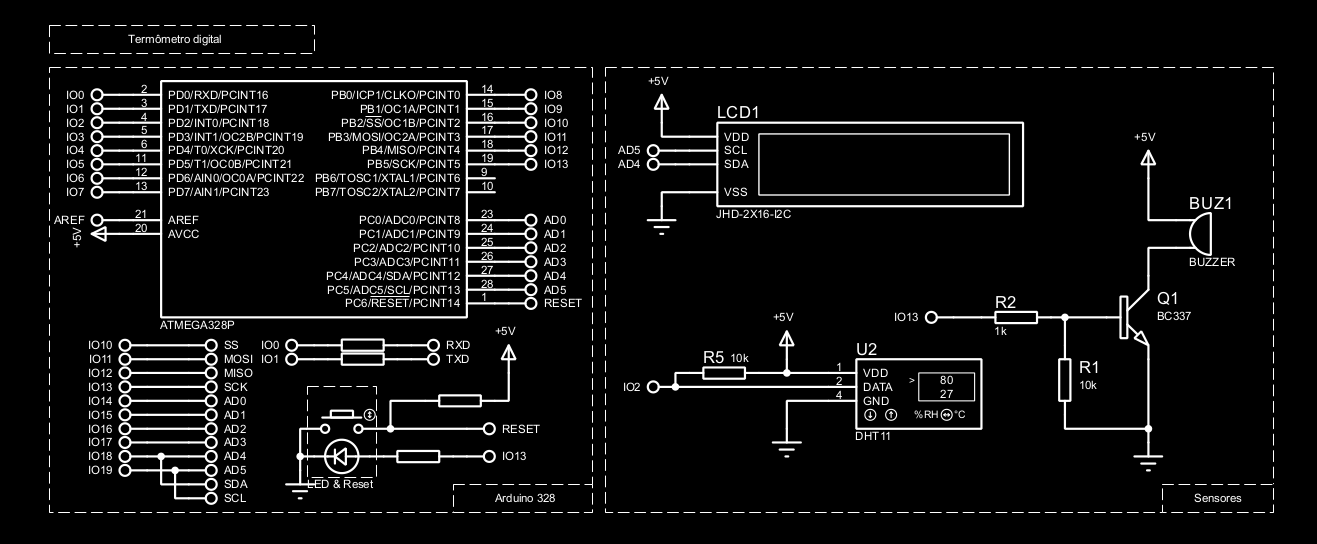 Termômetro digital
IO0 2 PD0/RXD/PCINT16 PB0/ICP1/CLKO/PCINT0 14 IO8
IO1 3 PD1/TXD/PCINT17 PB1/OC1A/PCINT1 15 IO9
IO2 4 PD2/INT0/PCINT18 PB2/SS/OC1B/PCINT2 16 IO10
IO3 5 PD3/INT1/OC2B/PCINT19 PB3/MOSI/OC2A/PCINT3 17 IO11
IO4 6 PD4/T0/XCK/PCINT20 PB4/MISO/PCINT4 18 IO12
IO5 11 PD5/T1/OC0B/PCINT21 PB5/SCK/PCINT5 19 IO13
IO6 12 PD6/AIN0/OC0A/PCINT22 PB6/TOSC1/XTAL1/PCINT6 9
IO7 13 PD7/AIN1/PCINT23 PB7/TOSC2/XTAL2/PCINT7 10
AREF 21 AREF PC0/ADC0/PCINT8 23 AD0
+5V 20 AVCC PC1/ADC1/PCINT9 24 AD1
PC2/ADC2/PCINT10 25 AD2
PC3/ADC3/PCINT11 26 AD3
PC4/ADC4/SDA/PCINT12 27 AD4
PC5/ADC5/SCL/PCINT13 28 AD5
PC6/RESET/PCINT14 1 RESET
ATMEGA328P
IO10 SS
IO11 MOSI
IO12 MISO
IO13 SCK
IO14 AD0
IO15 AD1
IO16 AD2
IO17 AD3
IO18 AD4
IO19 AD5
SDA
SCL
IO0 RXD
IO1 TXD
+5V
RESET
IO13
LED & Reset
Arduino 328
+5V
LCD1
VDD
AD5 SCL
AD4 SDA
VSS
JHD-2X16-I2C
+5V
BUZ1
BUZZER
IO13
R2
1k
Q1
BC337
R1
10k
+5V
R5 10k
IO2
U2
1 VDD
2 DATA
4 GND
> 80
27
%RH °C
DHT11
Sensores